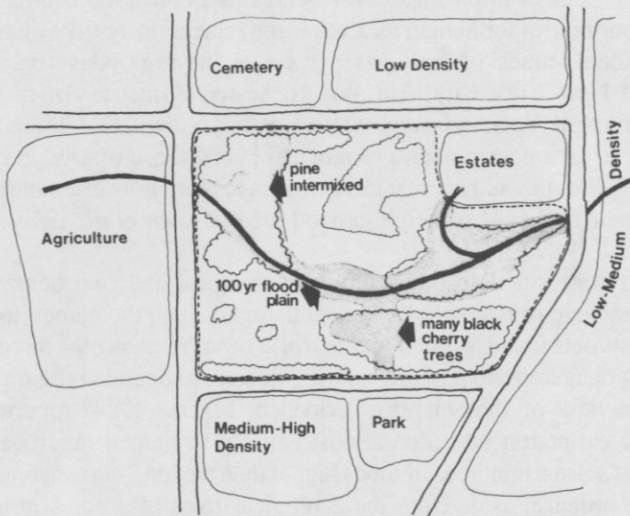 Cemetery
Low Density
pine
intermixed
Estates
Agriculture
Density
Low-Medium
100 yr flood
plain
many black
cherry
trees
Medium-High
Density
Park